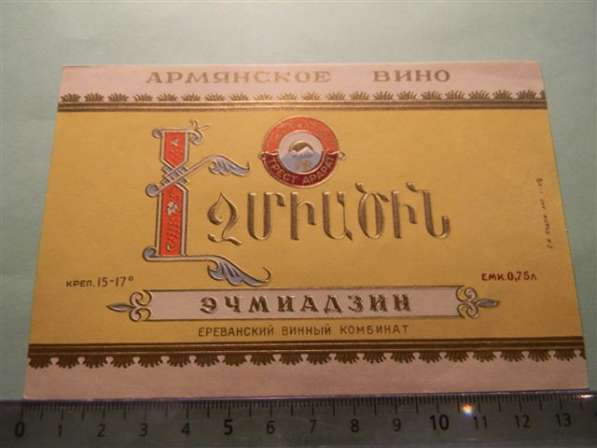 АРМЯНСКОЕ ВИНО
ТРЕСТ АРАРАТ
ԷՋՄԻԱԾԻՆ
КРЕП. 15-17°
ЕМК. 0,75 л
ЭЧМИАДЗИН
ЕРЕВАНСКИЙ ВИННЫЙ КОМБИНАТ
0 1 2 3 4 5 6 7 8 9 10 11 12 13